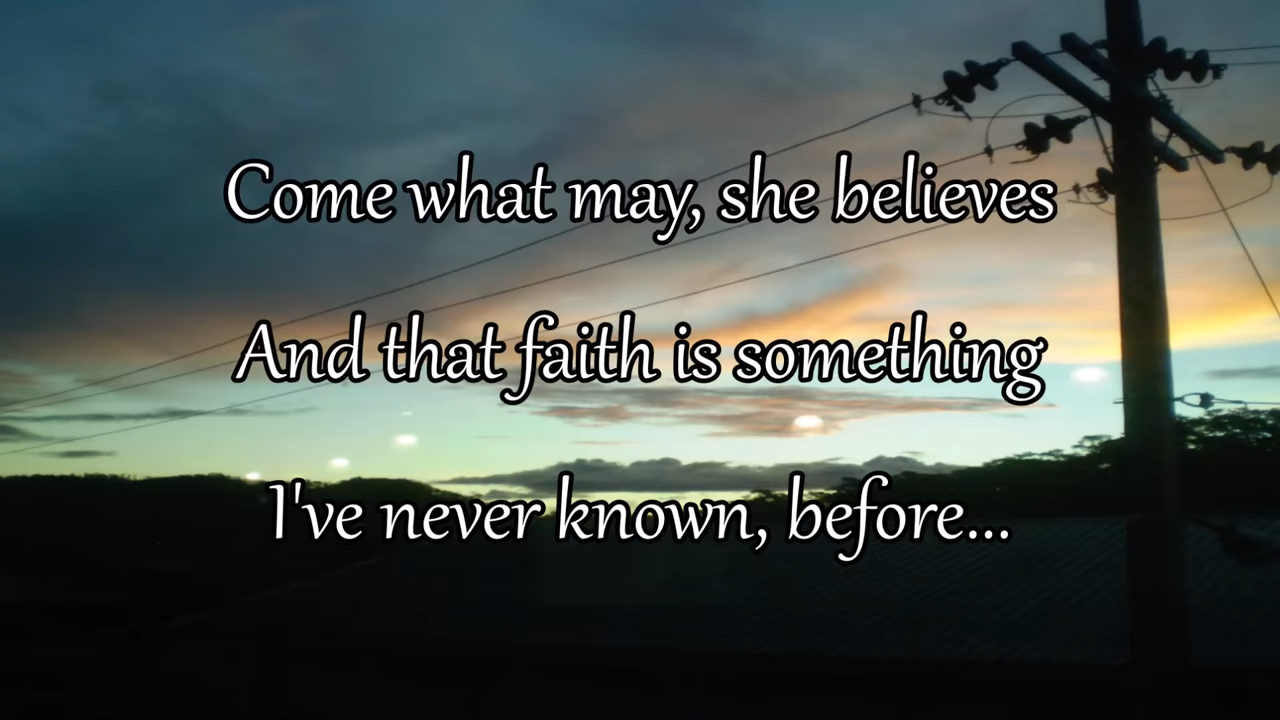 Come what may, she believes
And that faith is something
I've never known, before...